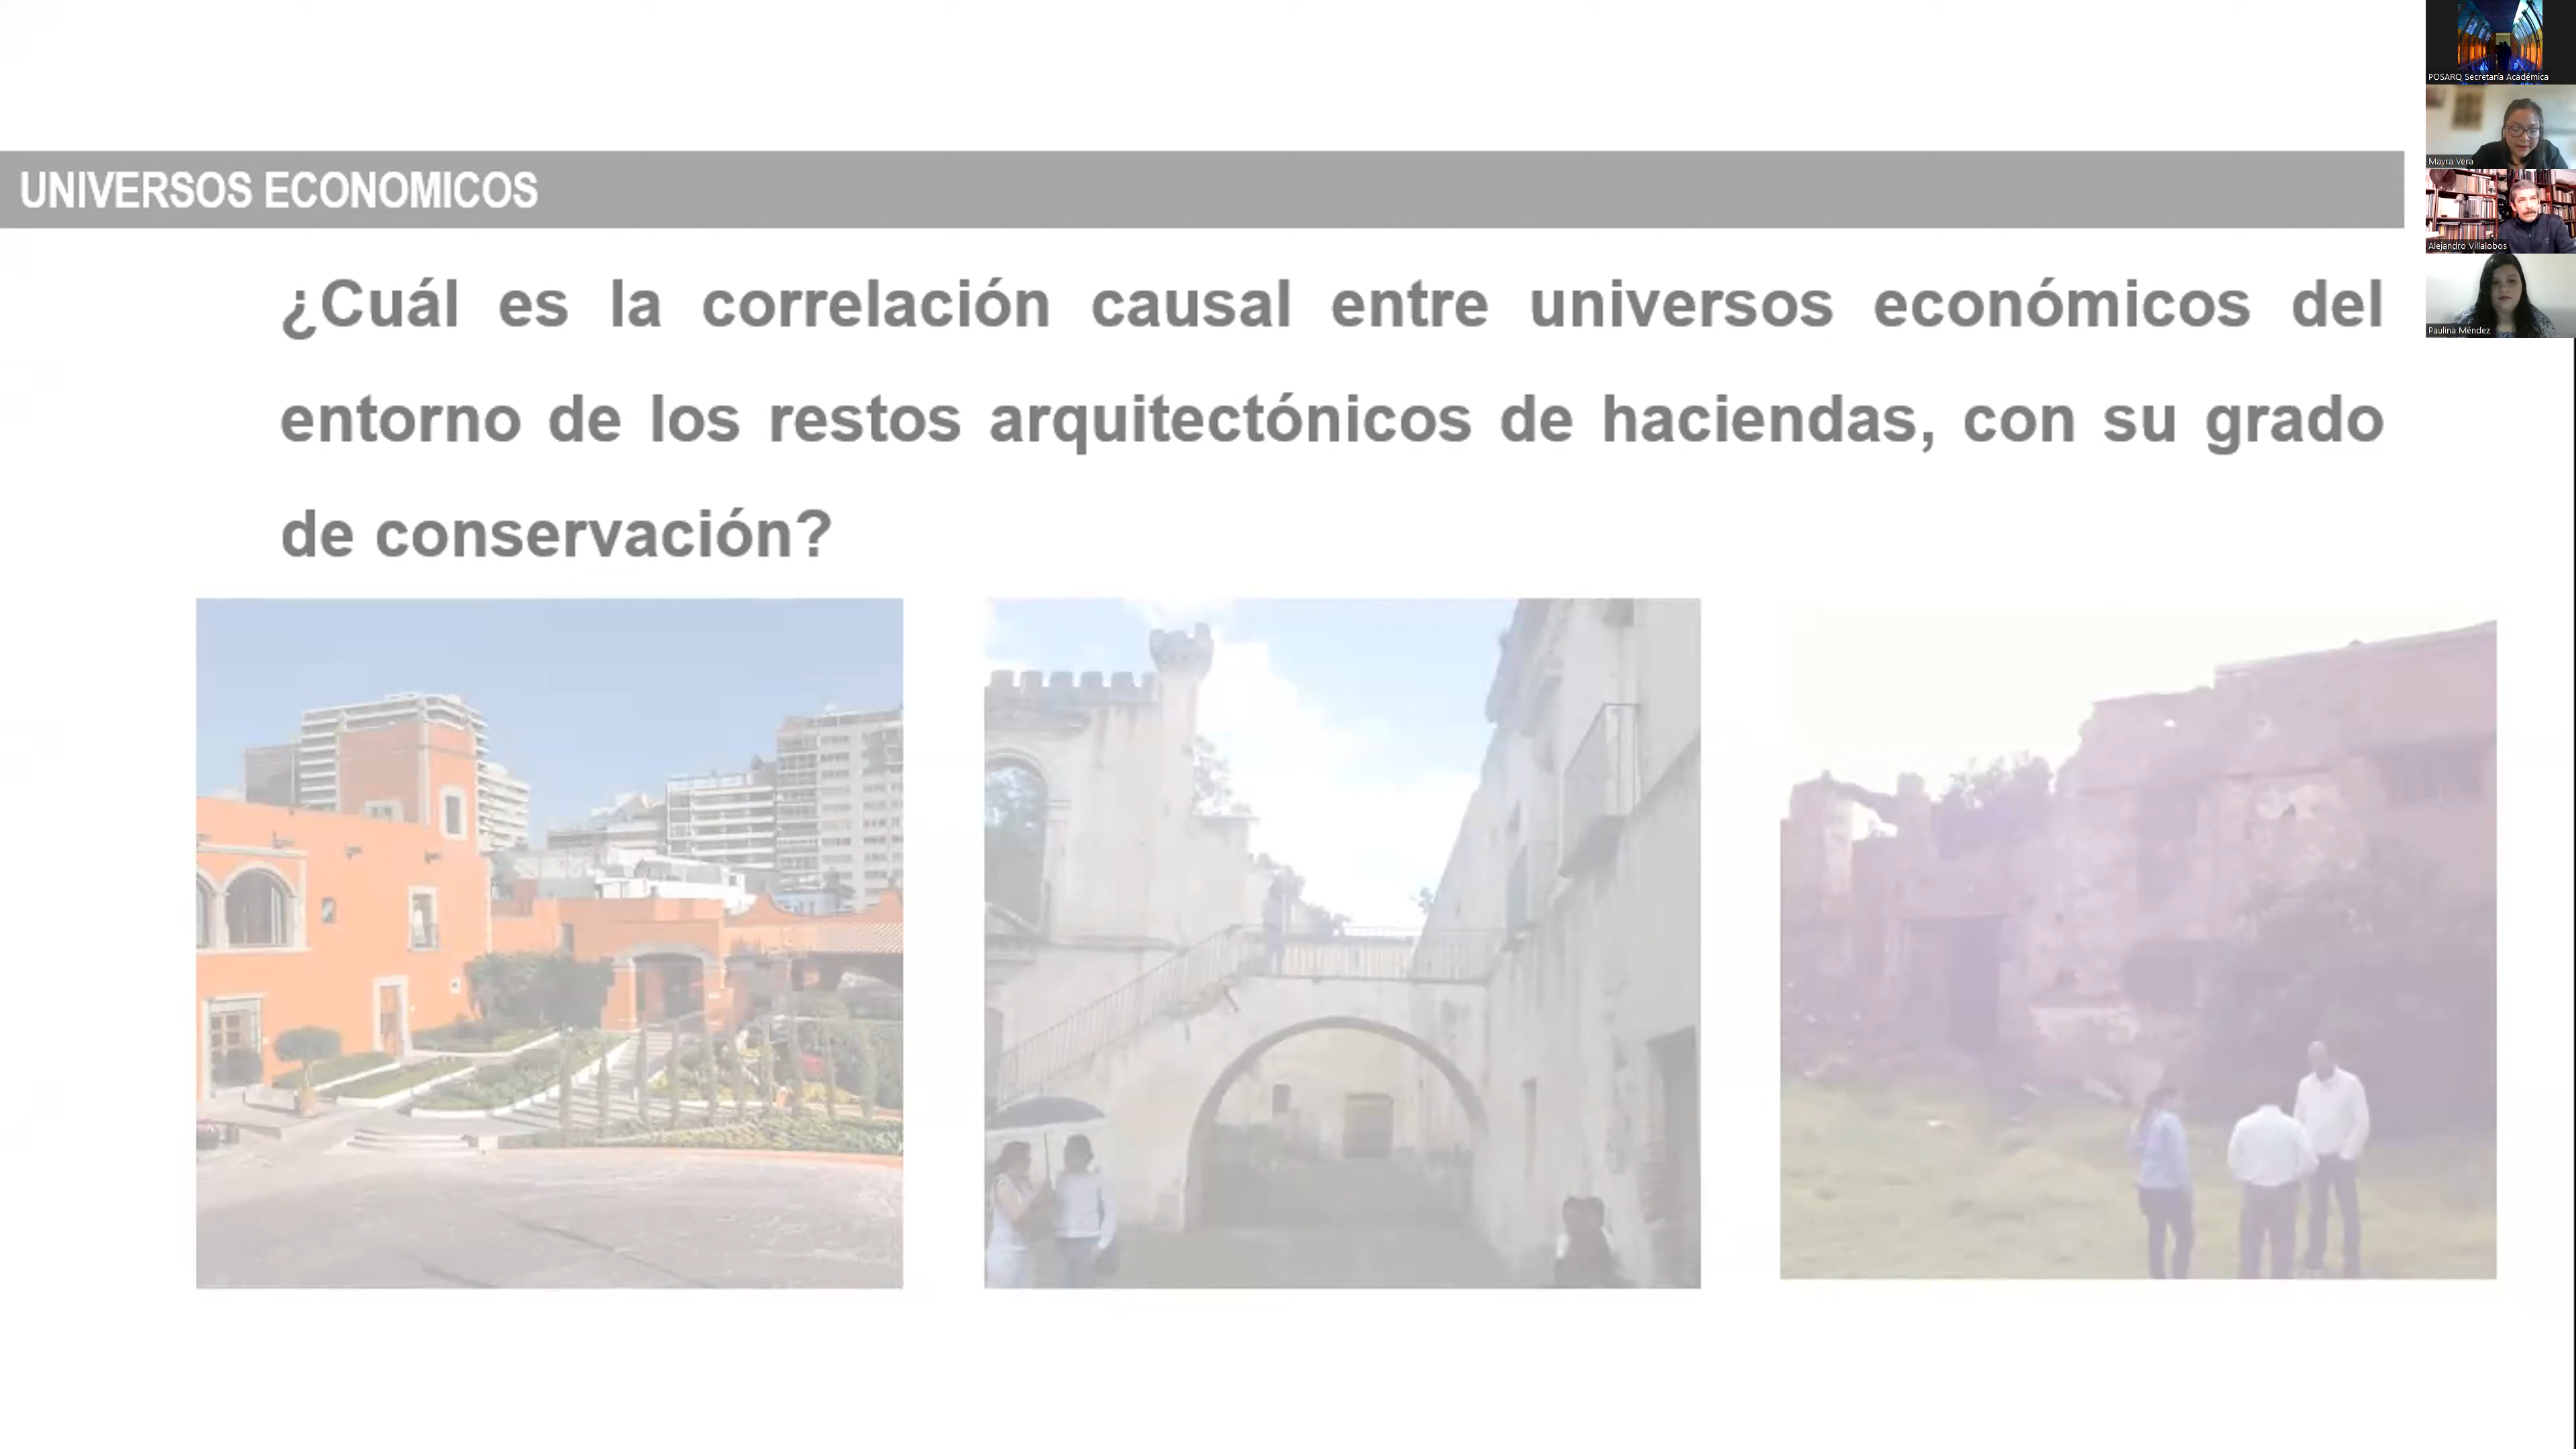 UNIVERSOS ECONOMICOS
¿Cuál es la correlación causal entre universos económicos del
entorno de los restos arquitectónicos de haciendas, con su grado
de conservación?
POSARQ Secretaría Académica
Mayra Vera
Alejandro Villalobos
Paulina Méndez